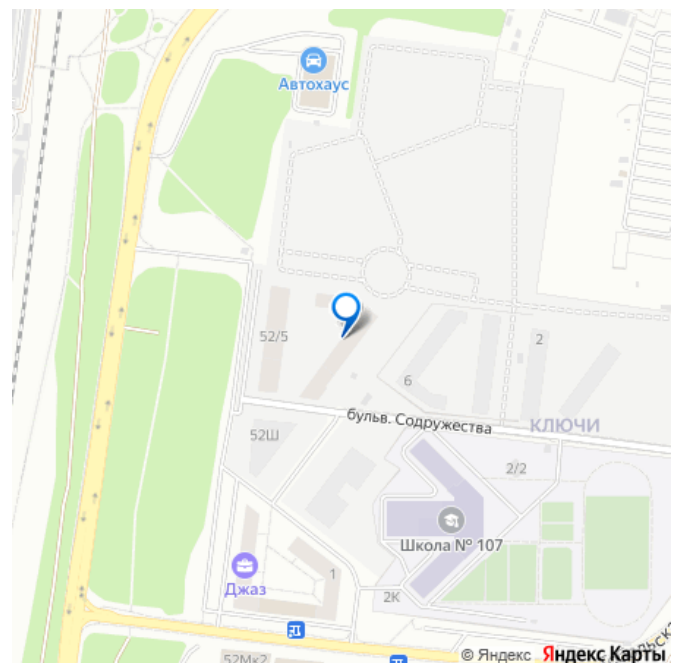 Автохаус
52/5
2
6
бульв. Содружества
КЛЮЧИ
52Ш
2/2
Школа № 107
Джаз
1
2К
52Мк2
© Яндекс Яндекс Карты